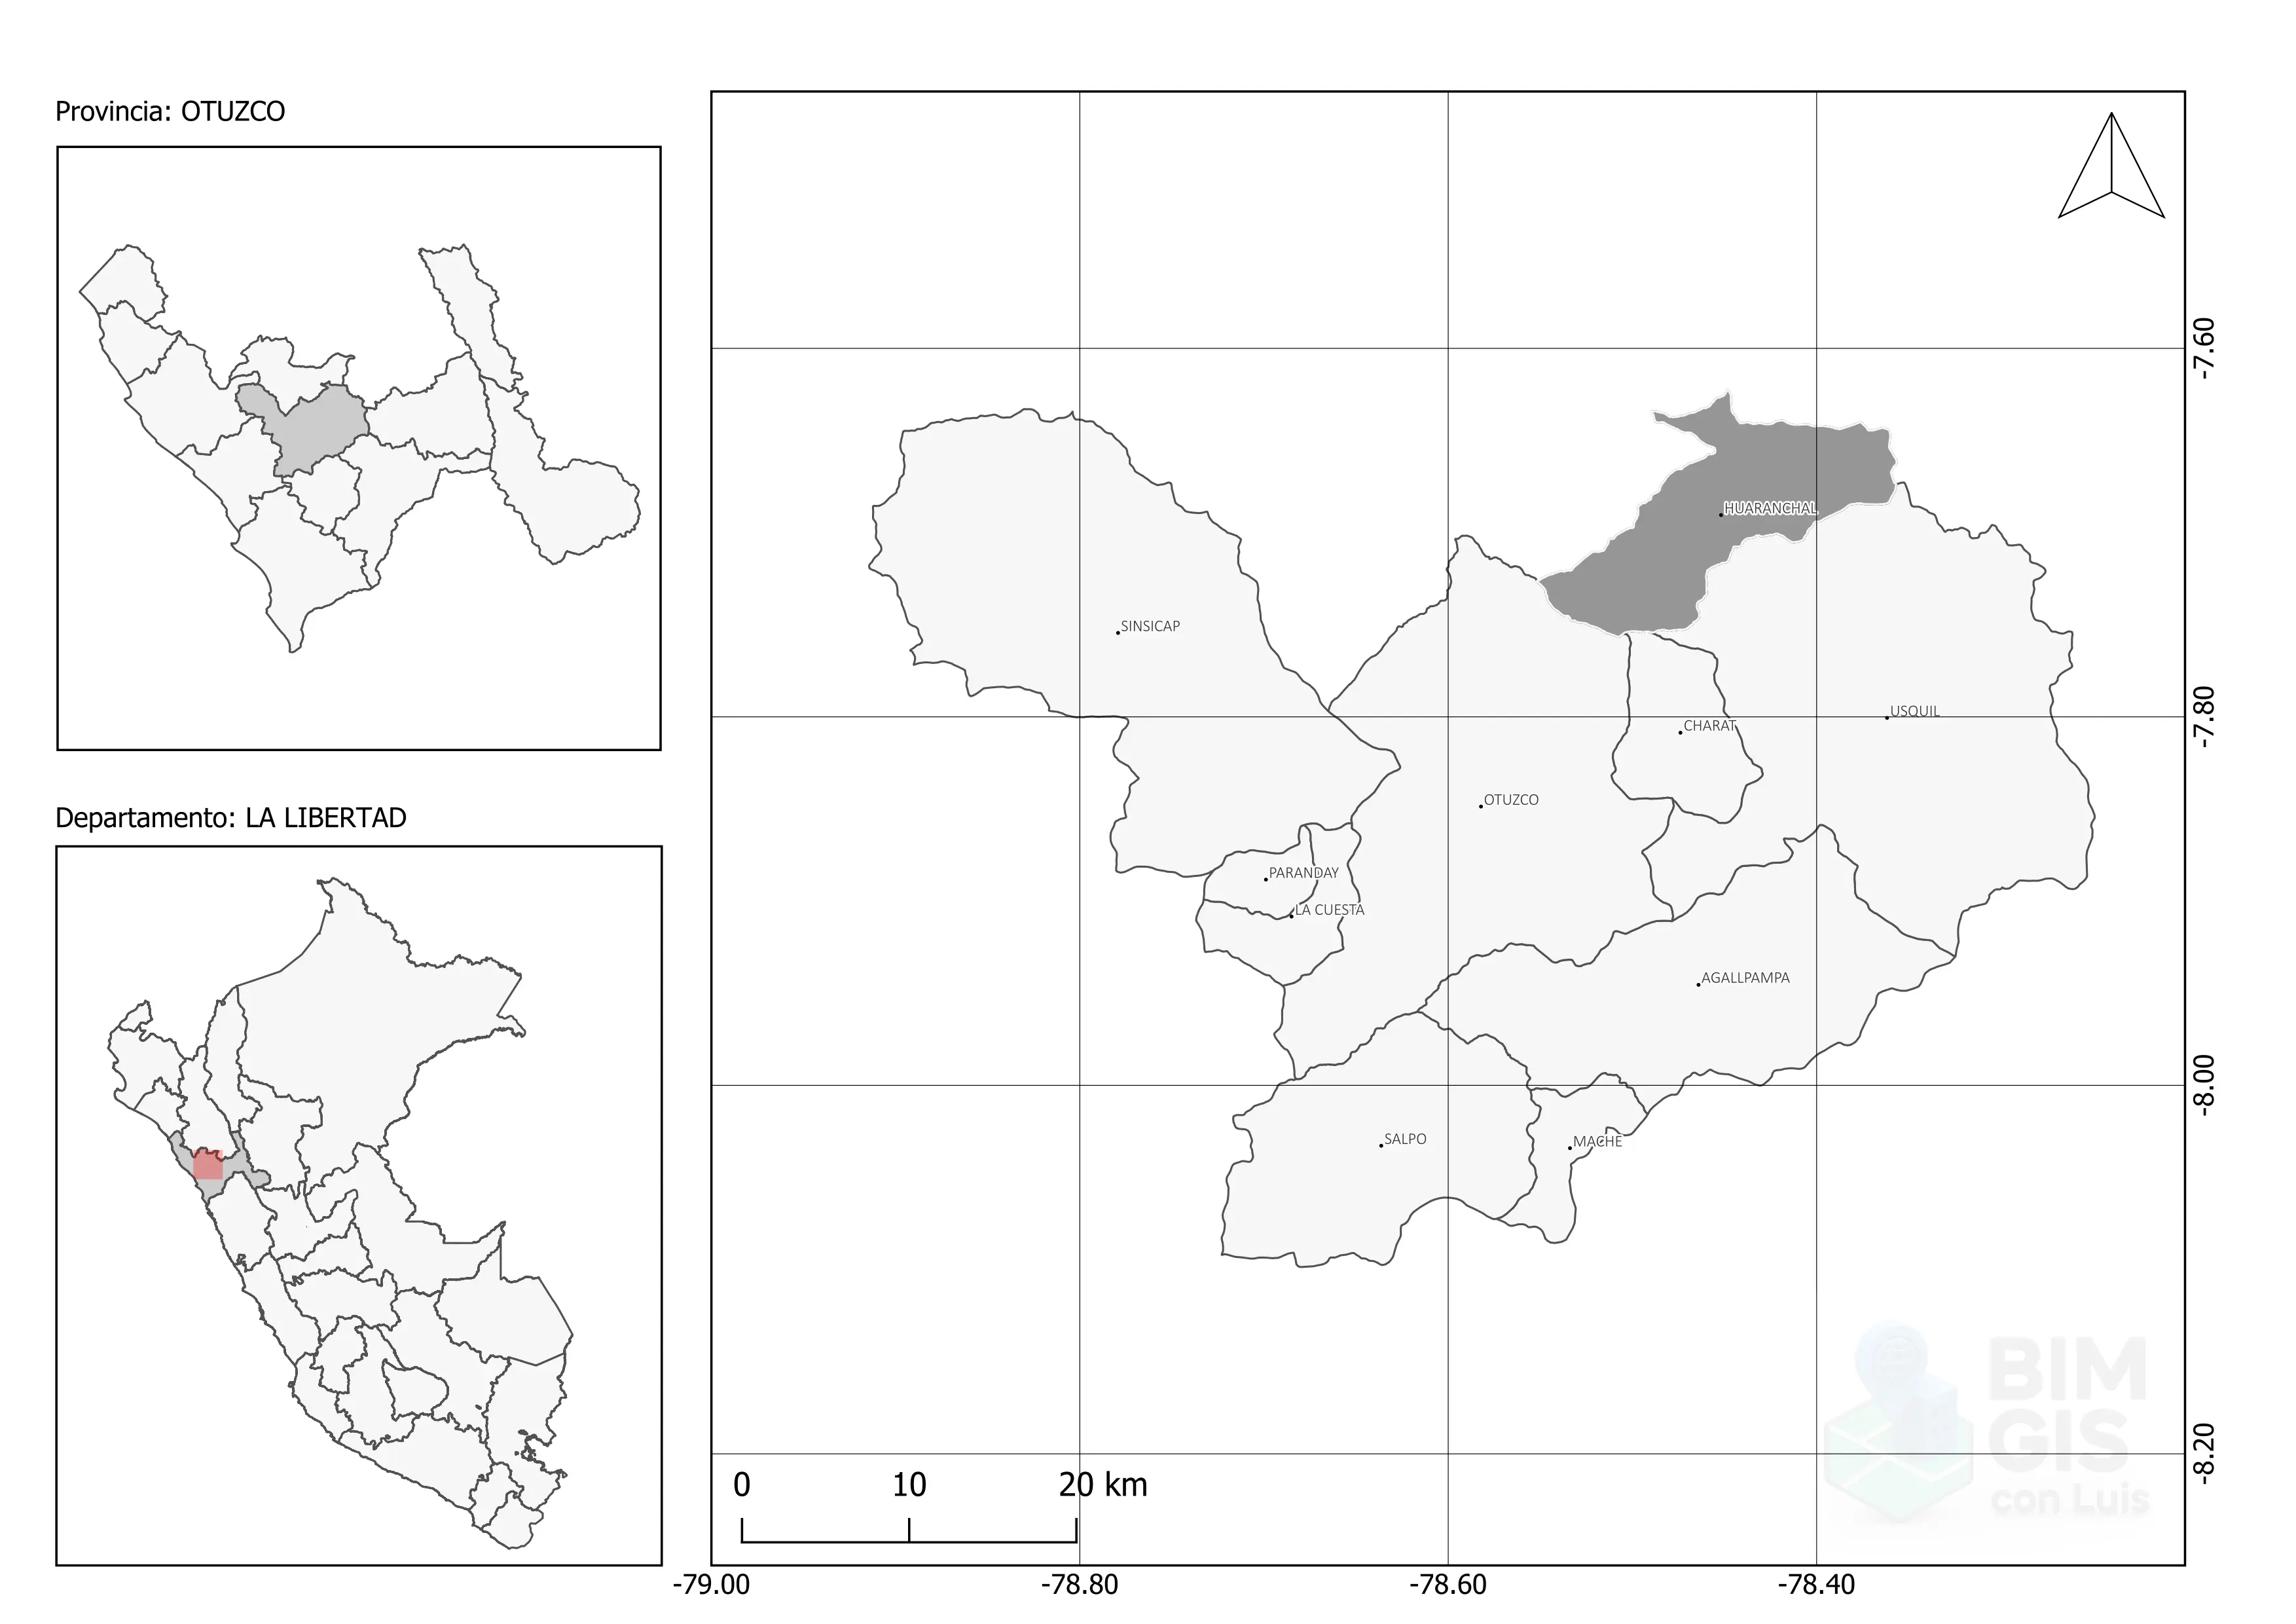 Provincia: OTUZCO
Departamento: LA LIBERTAD
HUARANCHAL
SINSICAP
USQUIL
CHARAT
OTUZCO
PARANDAY
LA CUESTA
AGALLPAMPA
SALPO
MACHE
-7.60
-7.80
-8.00
-8.20
BIM
GIS
con Luis
0 10 20 km
-79.00 -78.80 -78.60 -78.40